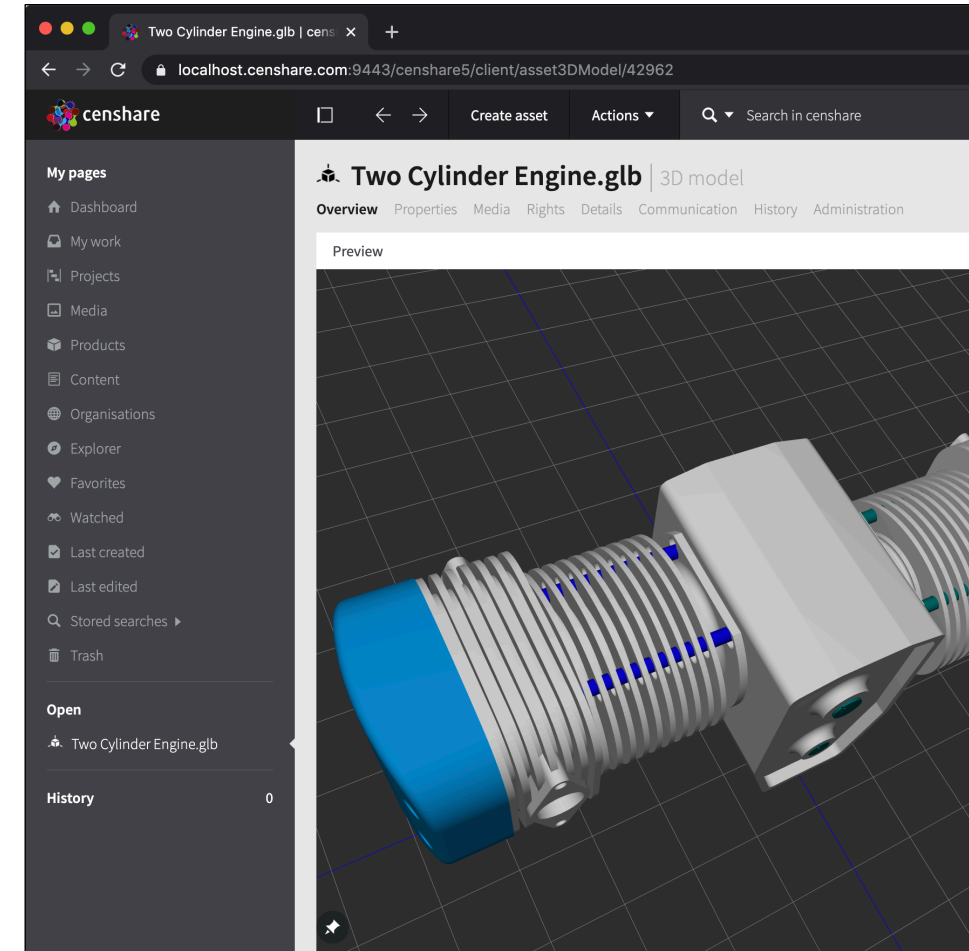 Two Cylinder Engine.glb | cens
localhost.censhare.com:9443/censhare5/client/asset3DModel/42962
censhare
Create asset
Actions
Search in censhare
My pages
Dashboard
My work
Projects
Media
Products
Content
Organisations
Explorer
Favorites
Watched
Last created
Last edited
Stored searches
Trash
Open
Two Cylinder Engine.glb
History 0
Two Cylinder Engine.glb | 3D model
Overview Properties Media Rights Details Communication History Administration
Preview